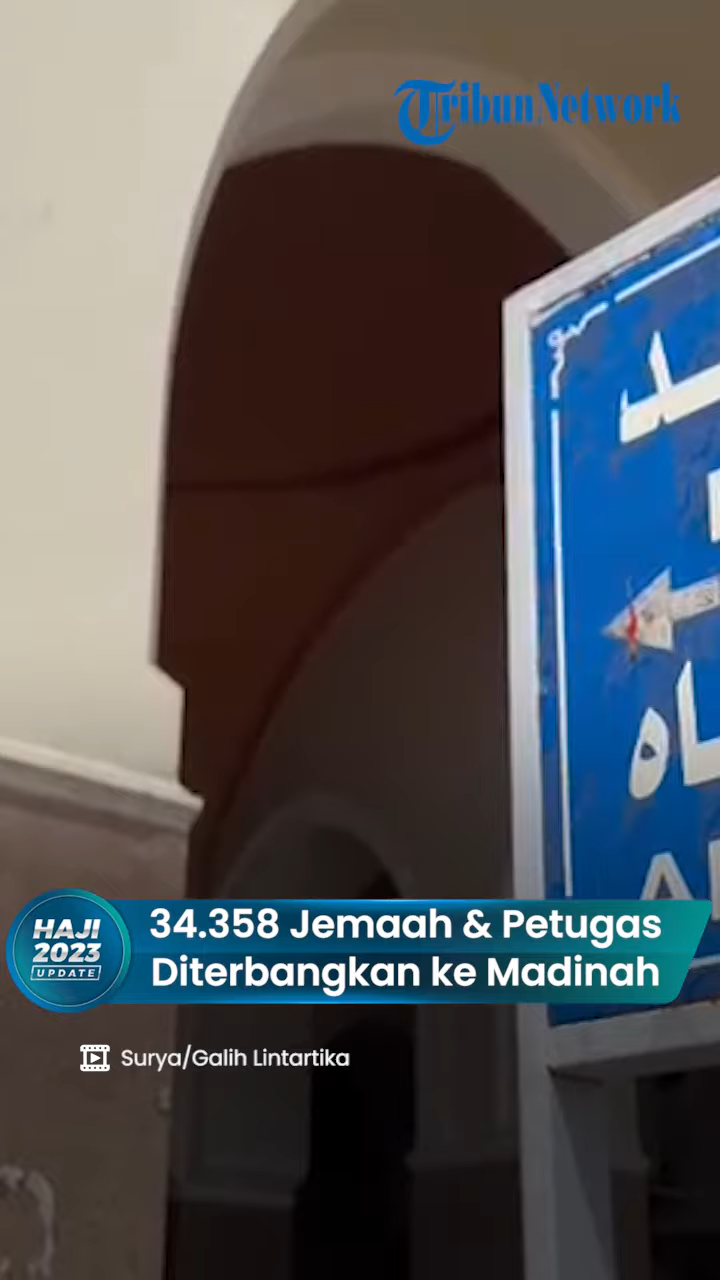 TribunNetwork
HAJI
2023
UPDATE
34.358 Jemaah & Petugas
Diterbangkan ke Madinah
Surya/Galih Lintartika